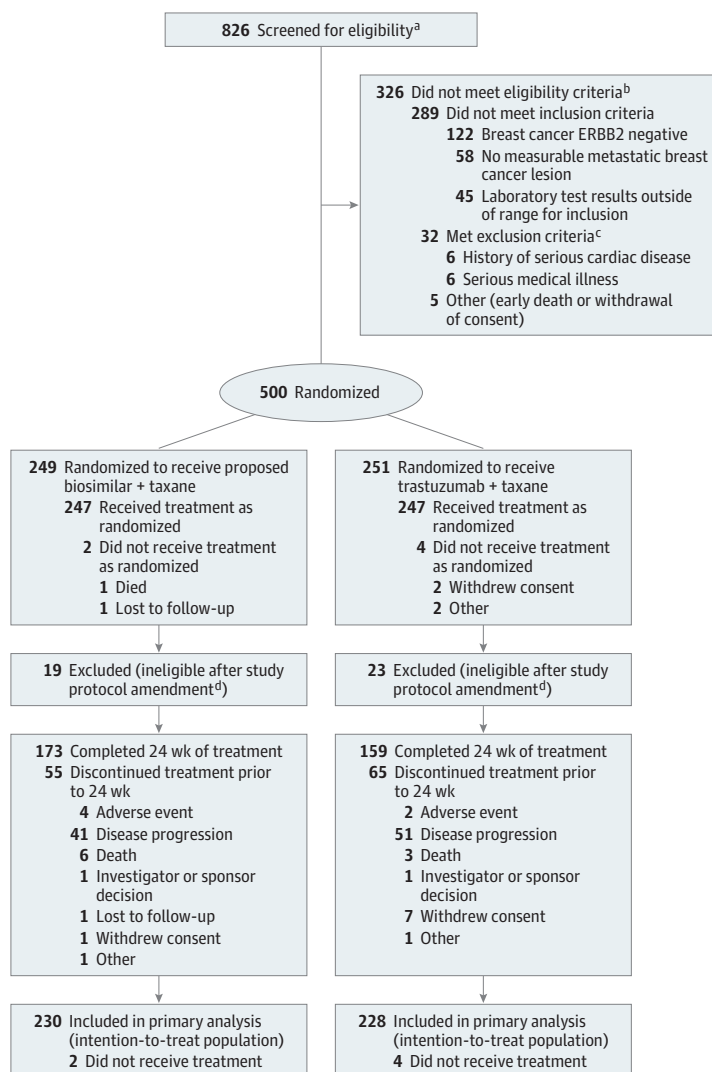 826 Screened for eligibilitya
326 Did not meet eligibility criteriab
289 Did not meet inclusion criteria
122 Breast cancer ERBB2 negative
58 No measurable metastatic breast
cancer lesion
45 Laboratory test results outside
of range for inclusion
32 Met exclusion criteriac
6 History of serious cardiac disease
6 Serious medical illness
5 Other (early death or withdrawal
of consent)
500 Randomized
249 Randomized to receive proposed
biosimilar + taxane
247 Received treatment as
randomized
2 Did not receive treatment
as randomized
1 Died
1 Lost to follow-up
251 Randomized to receive
trastuzumab + taxane
247 Received treatment as
randomized
4 Did not receive treatment
as randomized
2 Withdrew consent
2 Other
19 Excluded (ineligible after study
protocol amendmentd)
23 Excluded (ineligible after study
protocol amendmentd)
173 Completed 24 wk of treatment
55 Discontinued treatment prior
to 24 wk
4 Adverse event
41 Disease progression
6 Death
1 Investigator or sponsor
decision
1 Lost to follow-up
1 Withdrew consent
1 Other
159 Completed 24 wk of treatment
65 Discontinued treatment prior
to 24 wk
2 Adverse event
51 Disease progression
3 Death
1 Investigator or sponsor
decision
7 Withdrew consent
1 Other
230 Included in primary analysis
(intention-to-treat population)
2 Did not receive treatment
228 Included in primary analysis
(intention-to-treat population)
4 Did not receive treatment